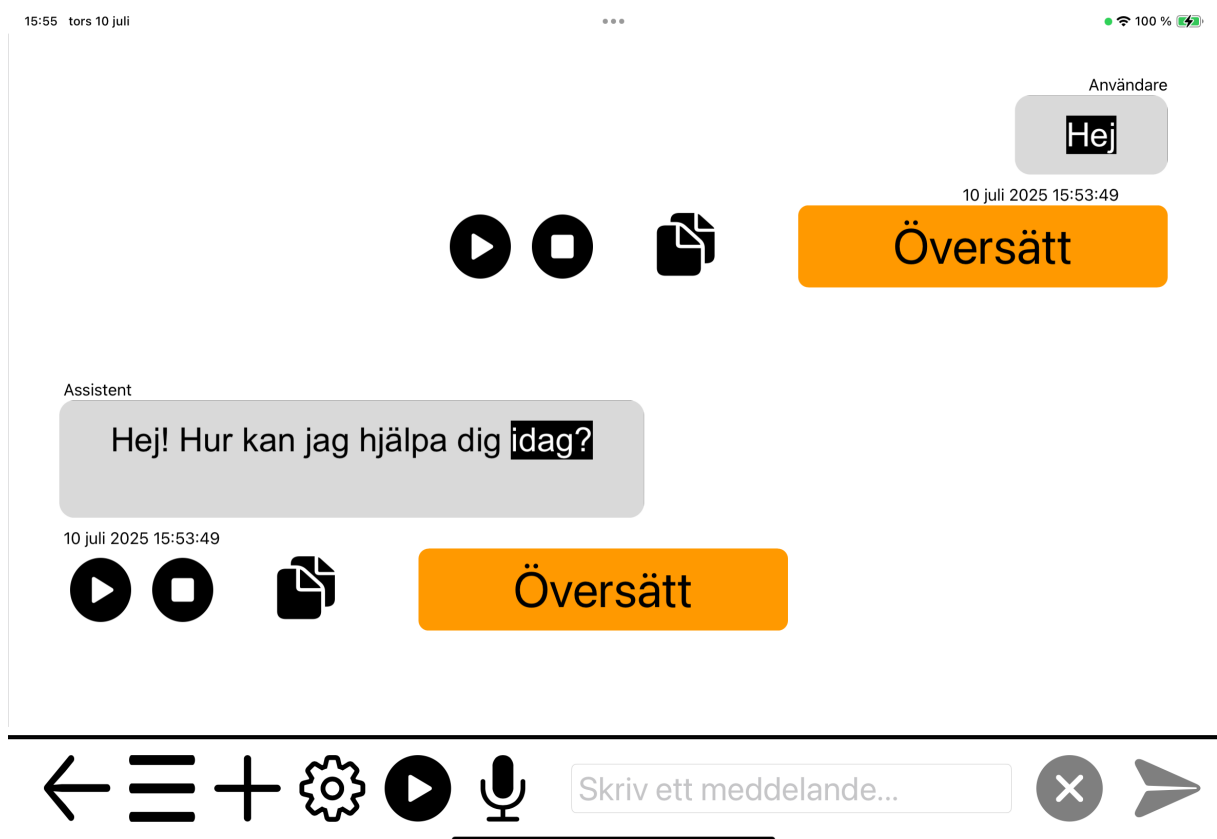 15:55 tors 10 juli
100 %
Användare
Hej
10 juli 2025 15:53:49
Översätt
Assistent
Hej! Hur kan jag hjälpa dig idag?
10 juli 2025 15:53:49
Översätt
Skriv ett meddelande...